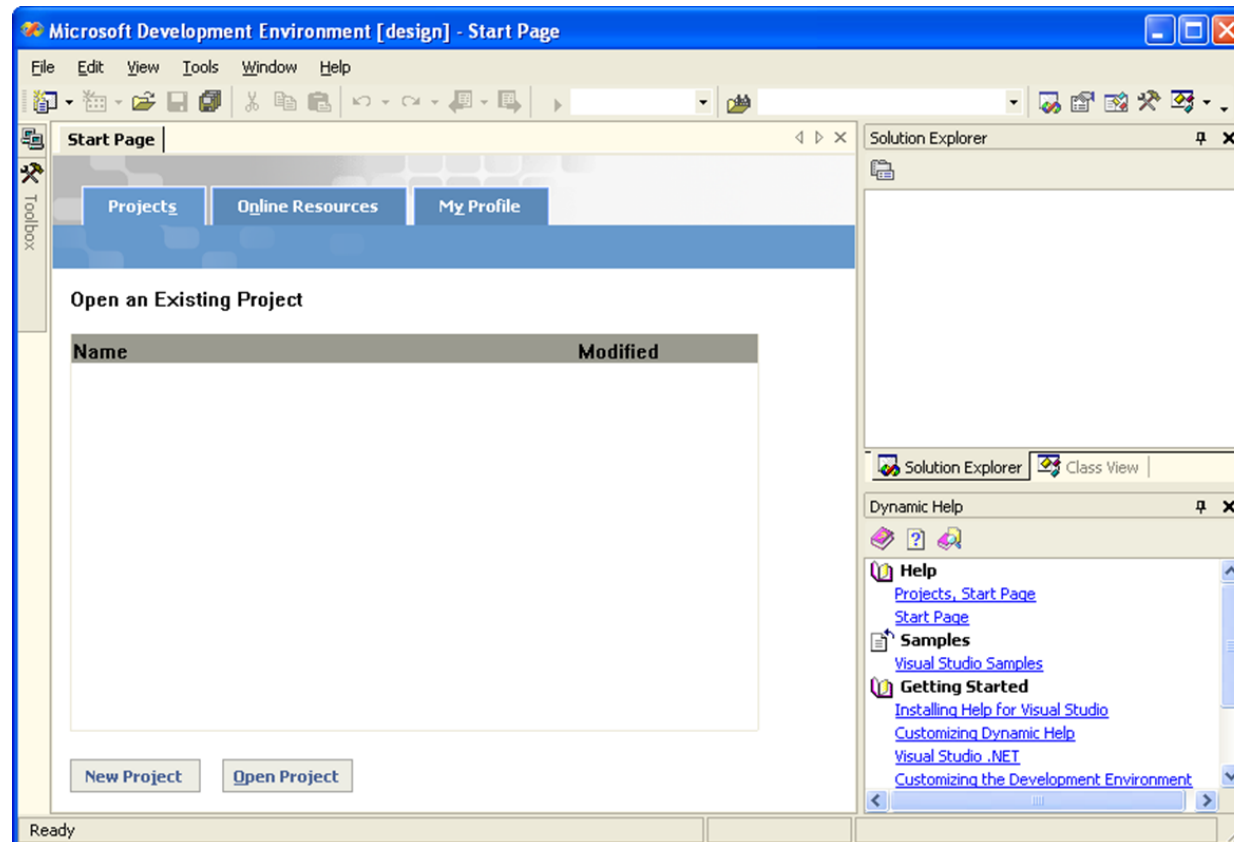 Microsoft Development Environment [design] - Start Page
File Edit View Tools Window Help
Start Page
Toolbox
Projects Online Resources My Profile
Open an Existing Project
Name Modified
New Project Open Project
Solution Explorer
Solution Explorer Class View
Dynamic Help
Help
Projects, Start Page
Start Page
Samples
Visual Studio Samples
Getting Started
Installing Help for Visual Studio
Customizing Dynamic Help
Visual Studio .NET
Customizing the Development Environment
Ready